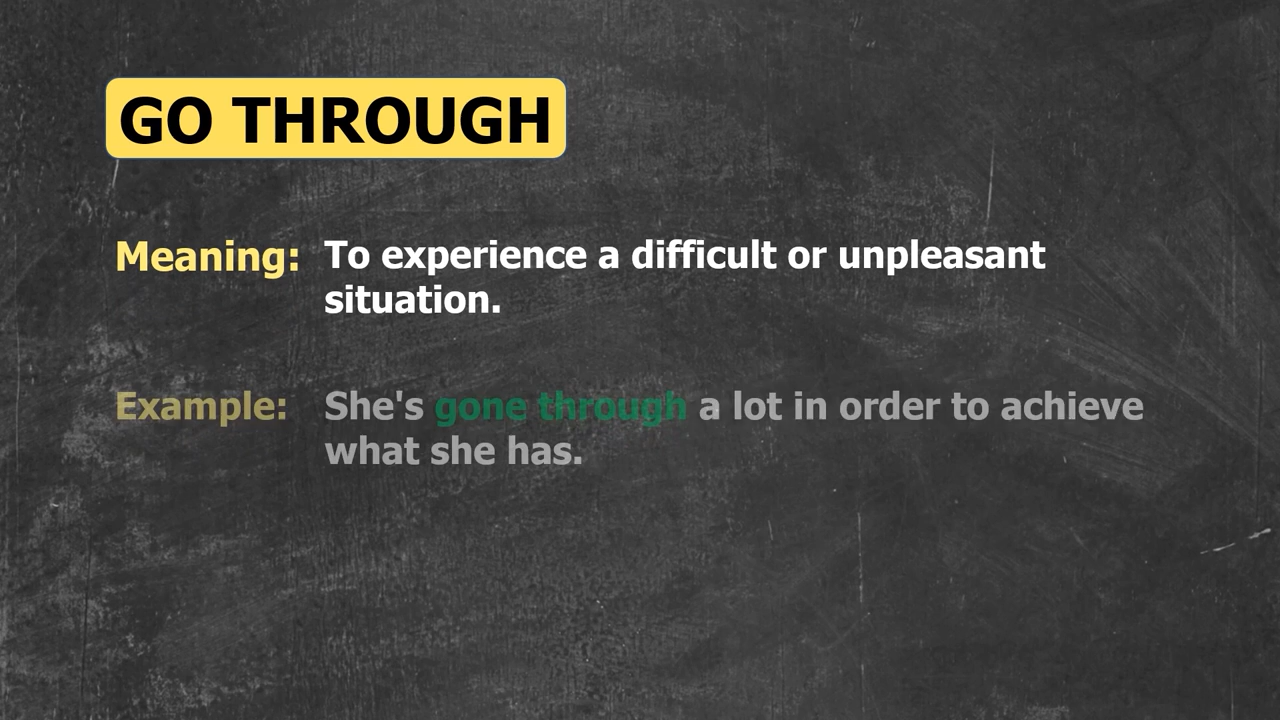 GO THROUGH
Meaning: To experience a difficult or unpleasant
situation.
Example: She's gone through a lot in order to achieve
what she has.